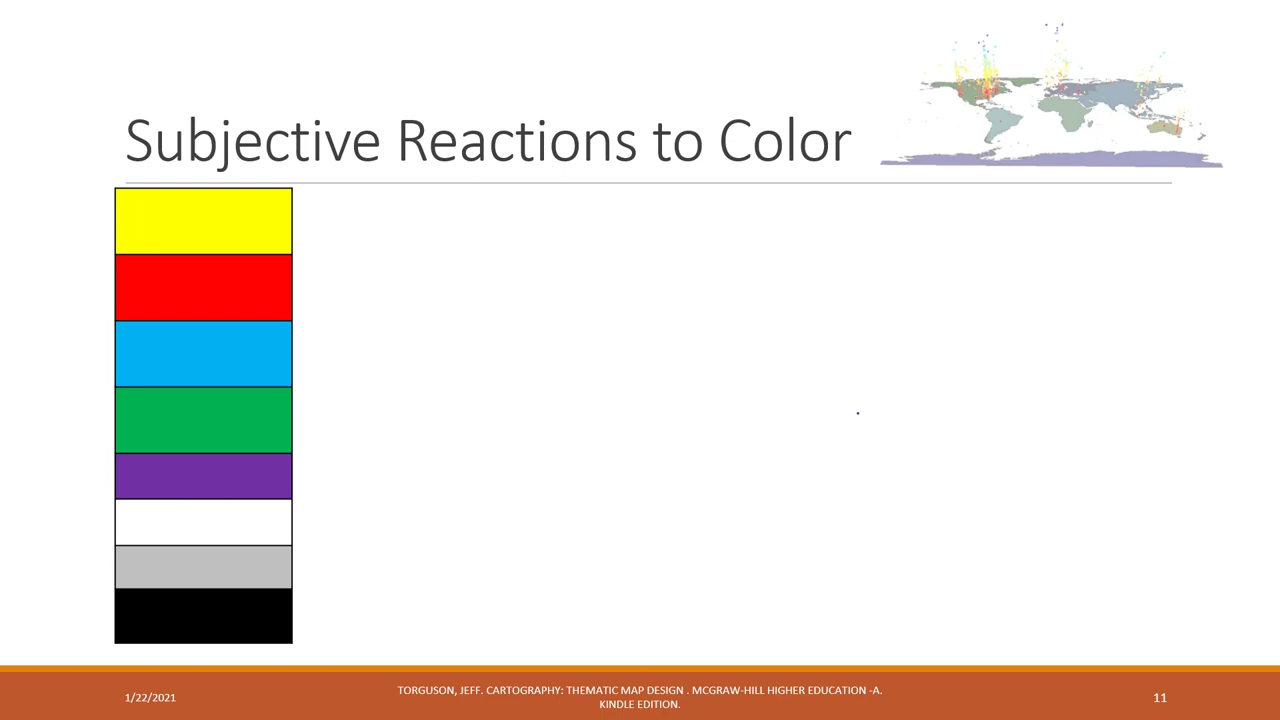 Subjective Reactions to Color
1/22/2021
TORGUSON, JEFF. CARTOGRAPHY: THEMATIC MAP DESIGN . MCGRAW-HILL HIGHER EDUCATION -A.
KINDLE EDITION.
11